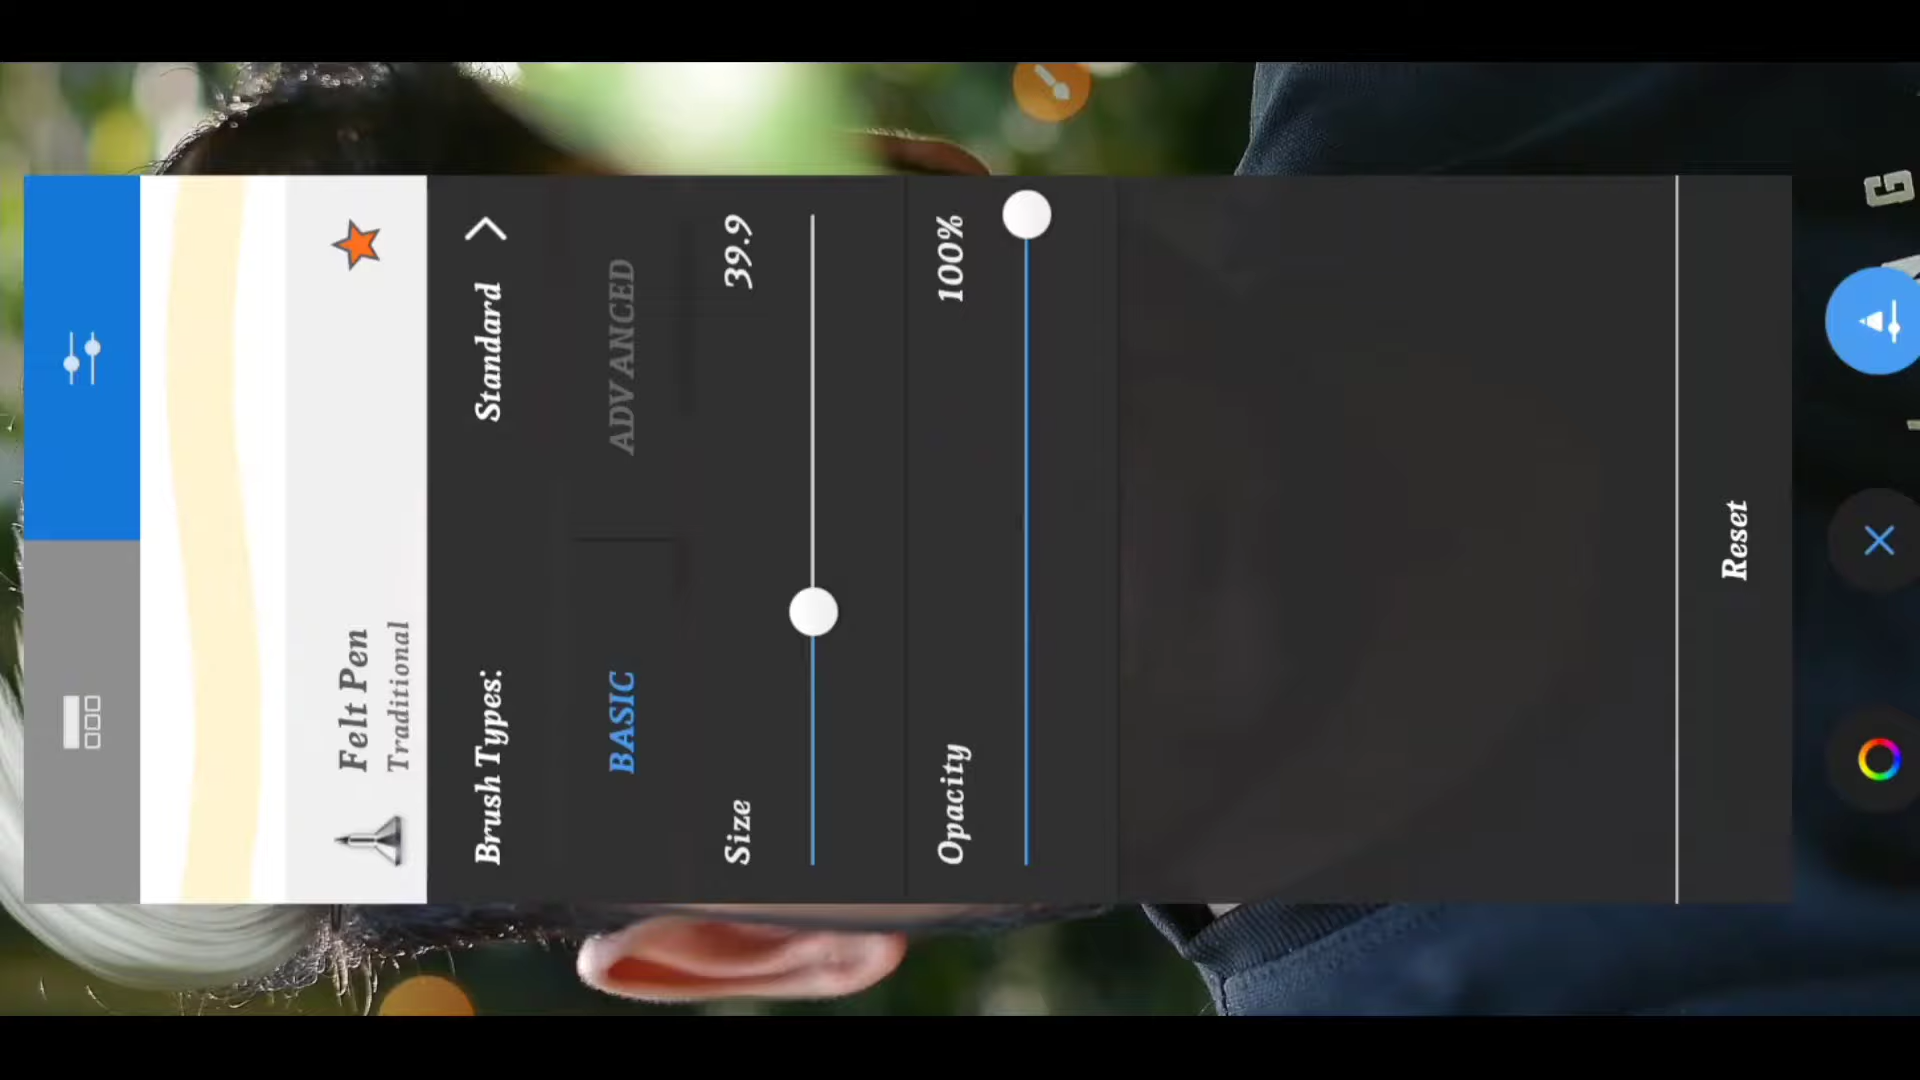 Felt Pen
Traditional
Brush Types: Standard
BASIC ADVANCED
Size 39.9
Opacity 100%
Reset
G